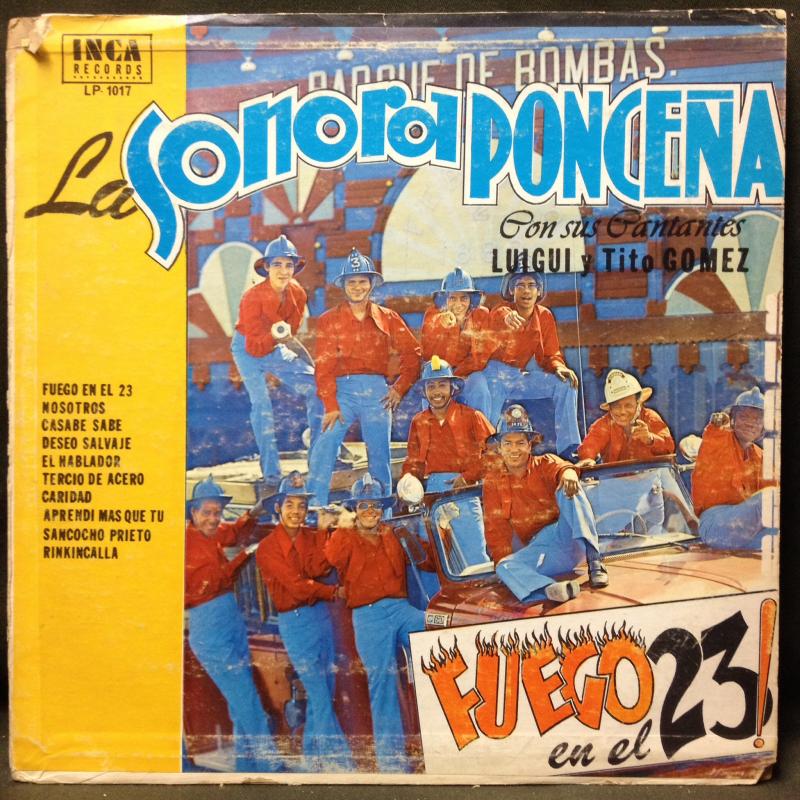 INCA
RECORDS
LP-1017
PARQUE DE BOMBAS.
La Sonora PONCEÑA
Con sus Cantantes
LUIGUI y Tito GOMEZ
FUEGO EN EL 23
NOSOTROS
CASABE SABE
DESEO SALVAJE
EL HABLADOR
TERCIO DE ACERO
CARIDAD
APRENDI MAS QUE TU
SANCOCHO PRIETO
RINKINCALLA
FUEGO
en el 23!